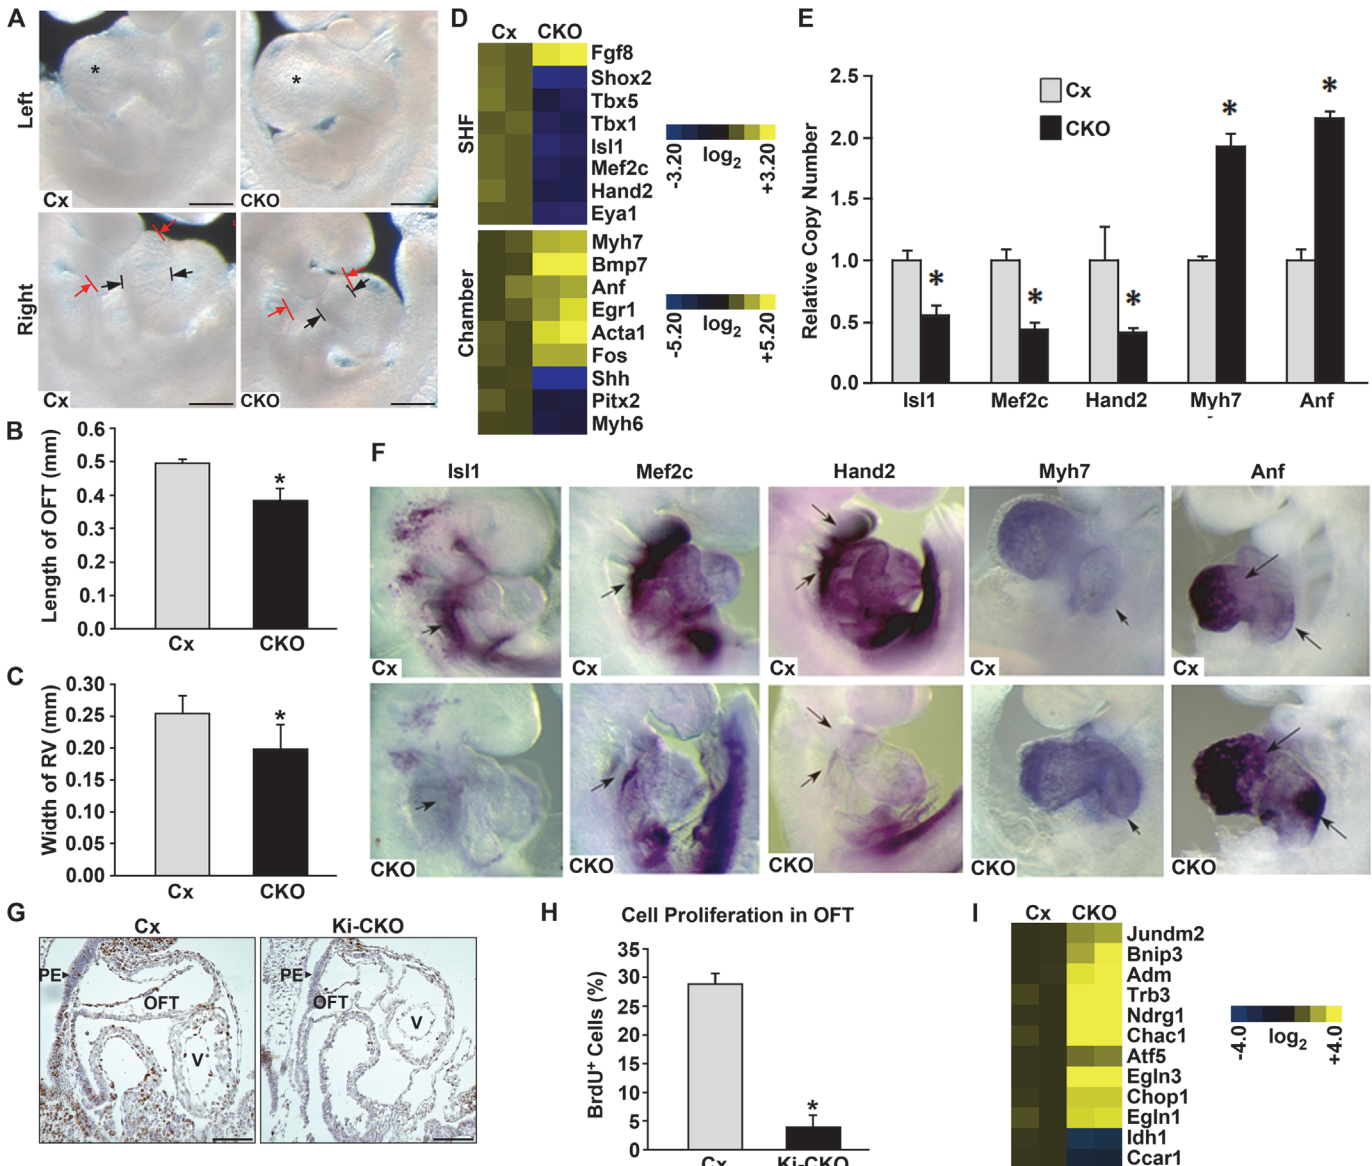 A
Left
*
*
Cx
CKO
Right
Cx
CKO
B
Length of OFT (mm)
0.6
0.5
0.4
0.3
0.2
0.1
0.0
*
Cx
CKO
C
Width of RV (mm)
0.30
0.25
0.20
0.15
0.10
0.05
0.00
*
Cx
CKO
D
Cx CKO
SHF
Fgf8
Shox2
Tbx5
Tbx1
Isl1
Mef2c
Hand2
Eya1
-3.20 log2 +3.20
Chamber
Myh7
Bmp7
Anf
Egr1
Acta1
Fos
Shh
Pitx2
Myh6
-5.20 log2 +5.20
E
Relative Copy Number
2.5
2.0
1.5
1.0
0.5
0.0
Cx
CKO
* * * * *
Isl1 Mef2c Hand2 Myh7 Anf
F
Isl1 Mef2c Hand2 Myh7 Anf
Cx Cx Cx Cx Cx
CKO CKO CKO CKO CKO
G
Cx Ki-CKO
PE OFT V
PE OFT V
H
Cell Proliferation in OFT
BrdU+ Cells (%)
35
30
25
20
15
10
5
0
*
Cx Ki-CKO
I
Cx CKO
Jundm2
Bnip3
Adm
Trb3
Ndrg1
Chac1
Atf5
Egln3
Chop1
Egln1
Idh1
Ccar1
-4.0 log2 +4.0